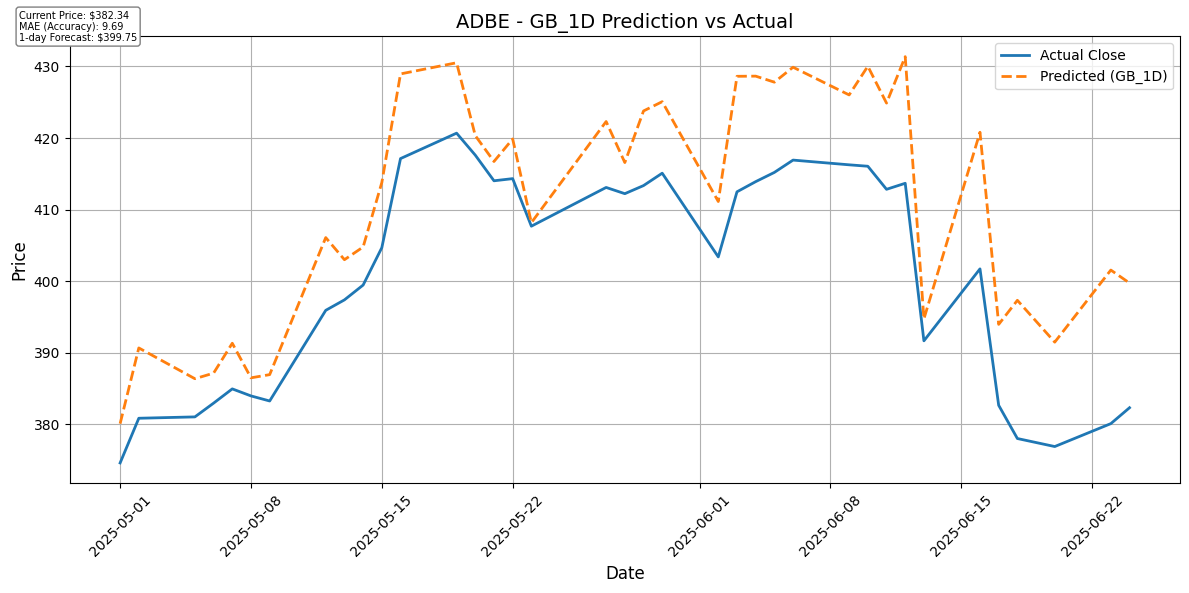 Current Price: $382.34
MAE (Accuracy): 9.69
1-day Forecast: $399.75
ADBE - GB_1D Prediction vs Actual
Actual Close
Predicted (GB_1D)
Price
430
420
410
400
390
380
2025-05-01
2025-05-08
2025-05-15
2025-05-22
2025-06-01
2025-06-08
2025-06-15
2025-06-22
Date